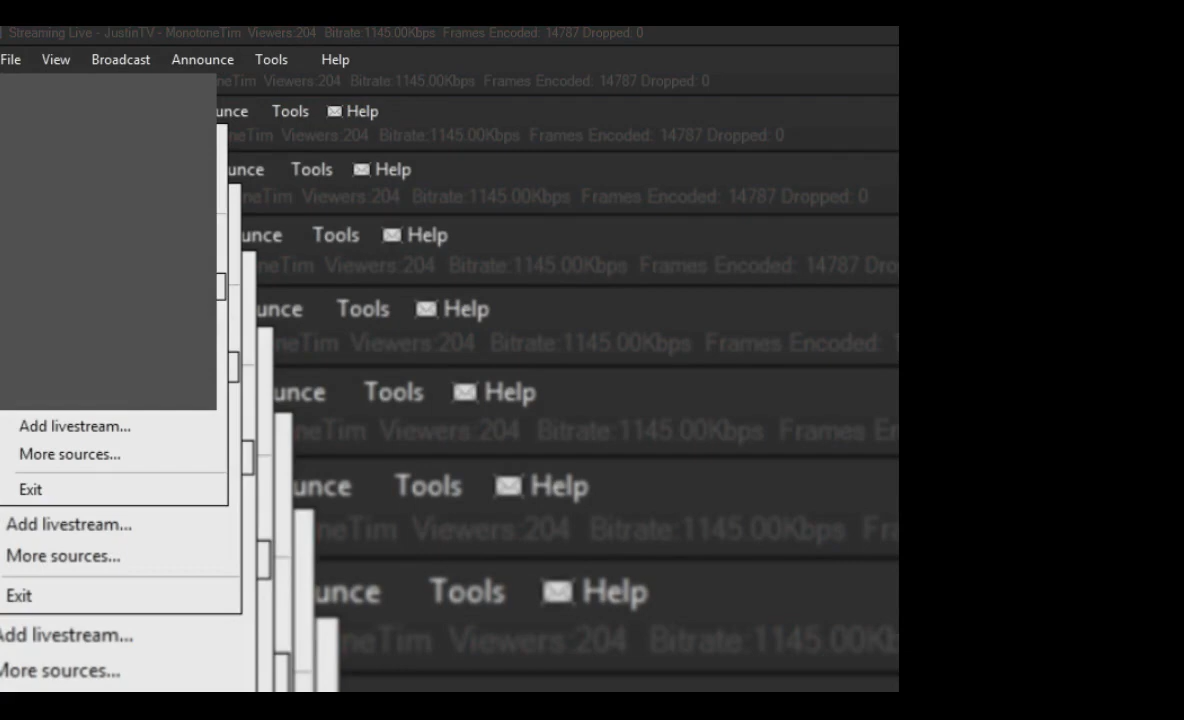 Streaming Live - JustinTV - MonotoneTim Viewers:204 Bitrate:1145.00Kbps Frames Encoded: 14787 Dropped: 0
File View Broadcast Announce Tools Help
neTim Viewers:204 Bitrate:1145.00Kbps Frames Encoded: 14787 Dropped: 0
unce Tools Help
neTim Viewers:204 Bitrate:1145.00Kbps Frames Encoded: 14787 Dropped: 0
unce Tools Help
neTim Viewers:204 Bitrate:1145.00Kbps Frames Encoded: 14787 Dropped: 0
unce Tools Help
neTim Viewers:204 Bitrate:1145.00Kbps Frames Encoded: 14787 Dro
unce Tools Help
neTim Viewers:204 Bitrate:1145.00Kbps Frames Encoded:
unce Tools Help
neTim Viewers:204 Bitrate:1145.00Kbps Frames En
unce Tools Help
neTim Viewers:204 Bitrate:1145.00Kbps Fra
unce Tools Help
neTim Viewers:204 Bitrate:1145.00Kb
Add livestream...
More sources...
Exit
Add livestream...
More sources...
Exit
Add livestream...
More sources...